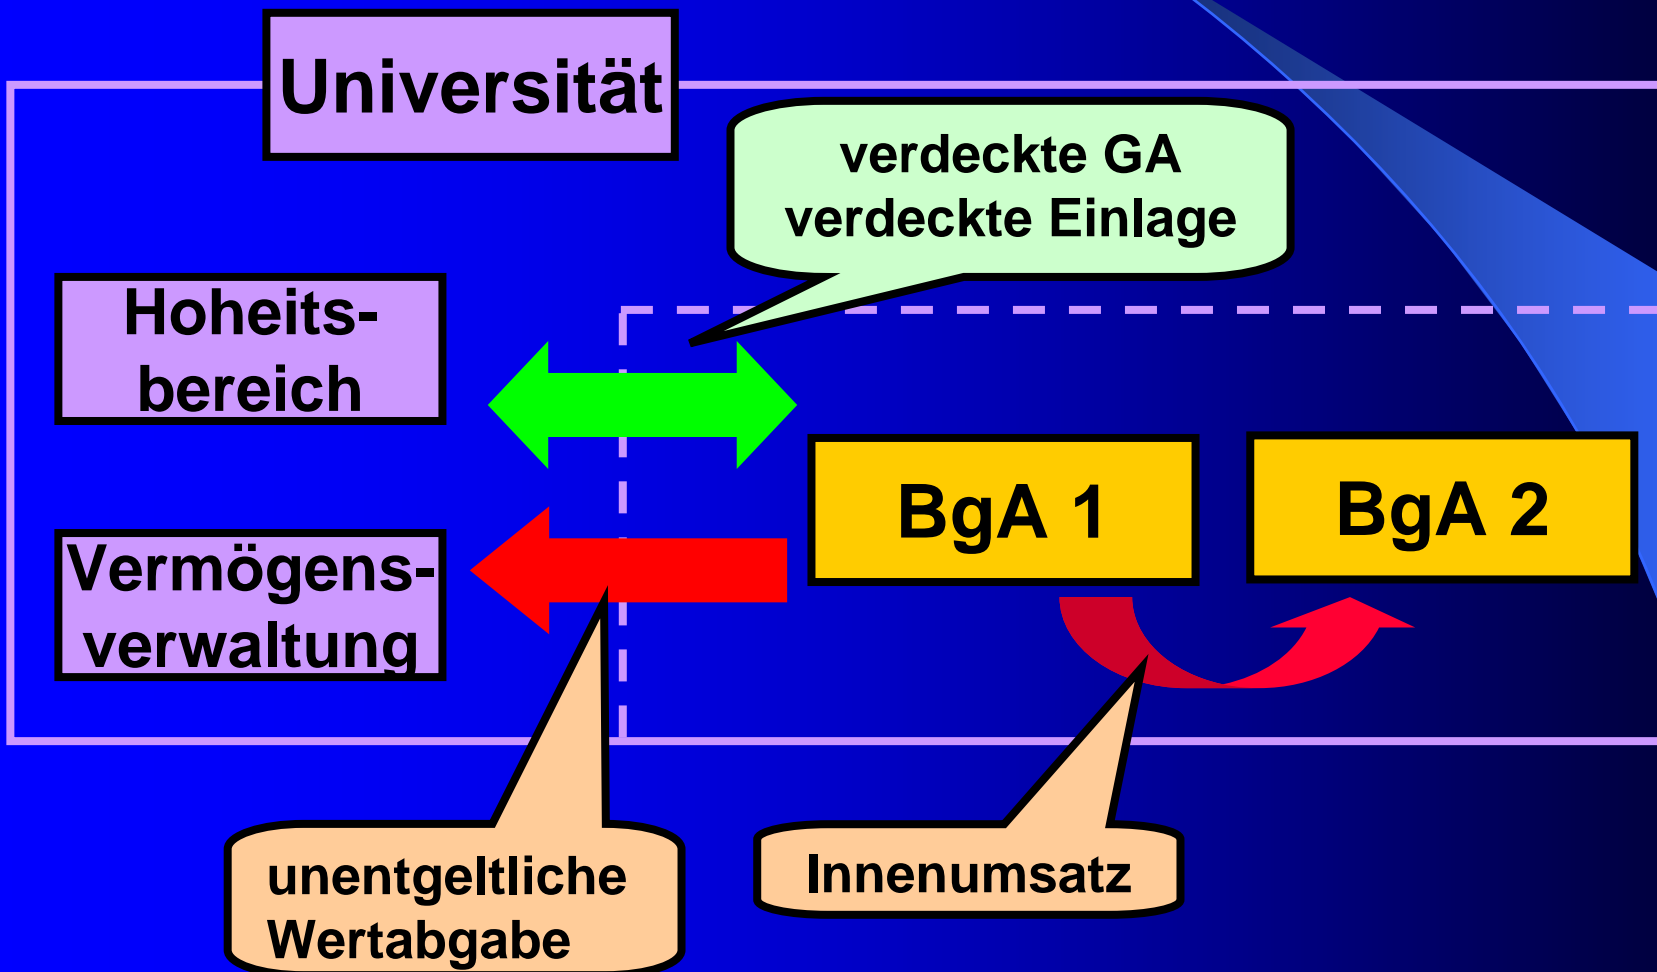 Universität
verdeckte GA
verdeckte Einlage
Hoheits-
bereich
BgA 1
BgA 2
Vermögens-
verwaltung
unentgeltliche
Wertabgabe
Innenumsatz